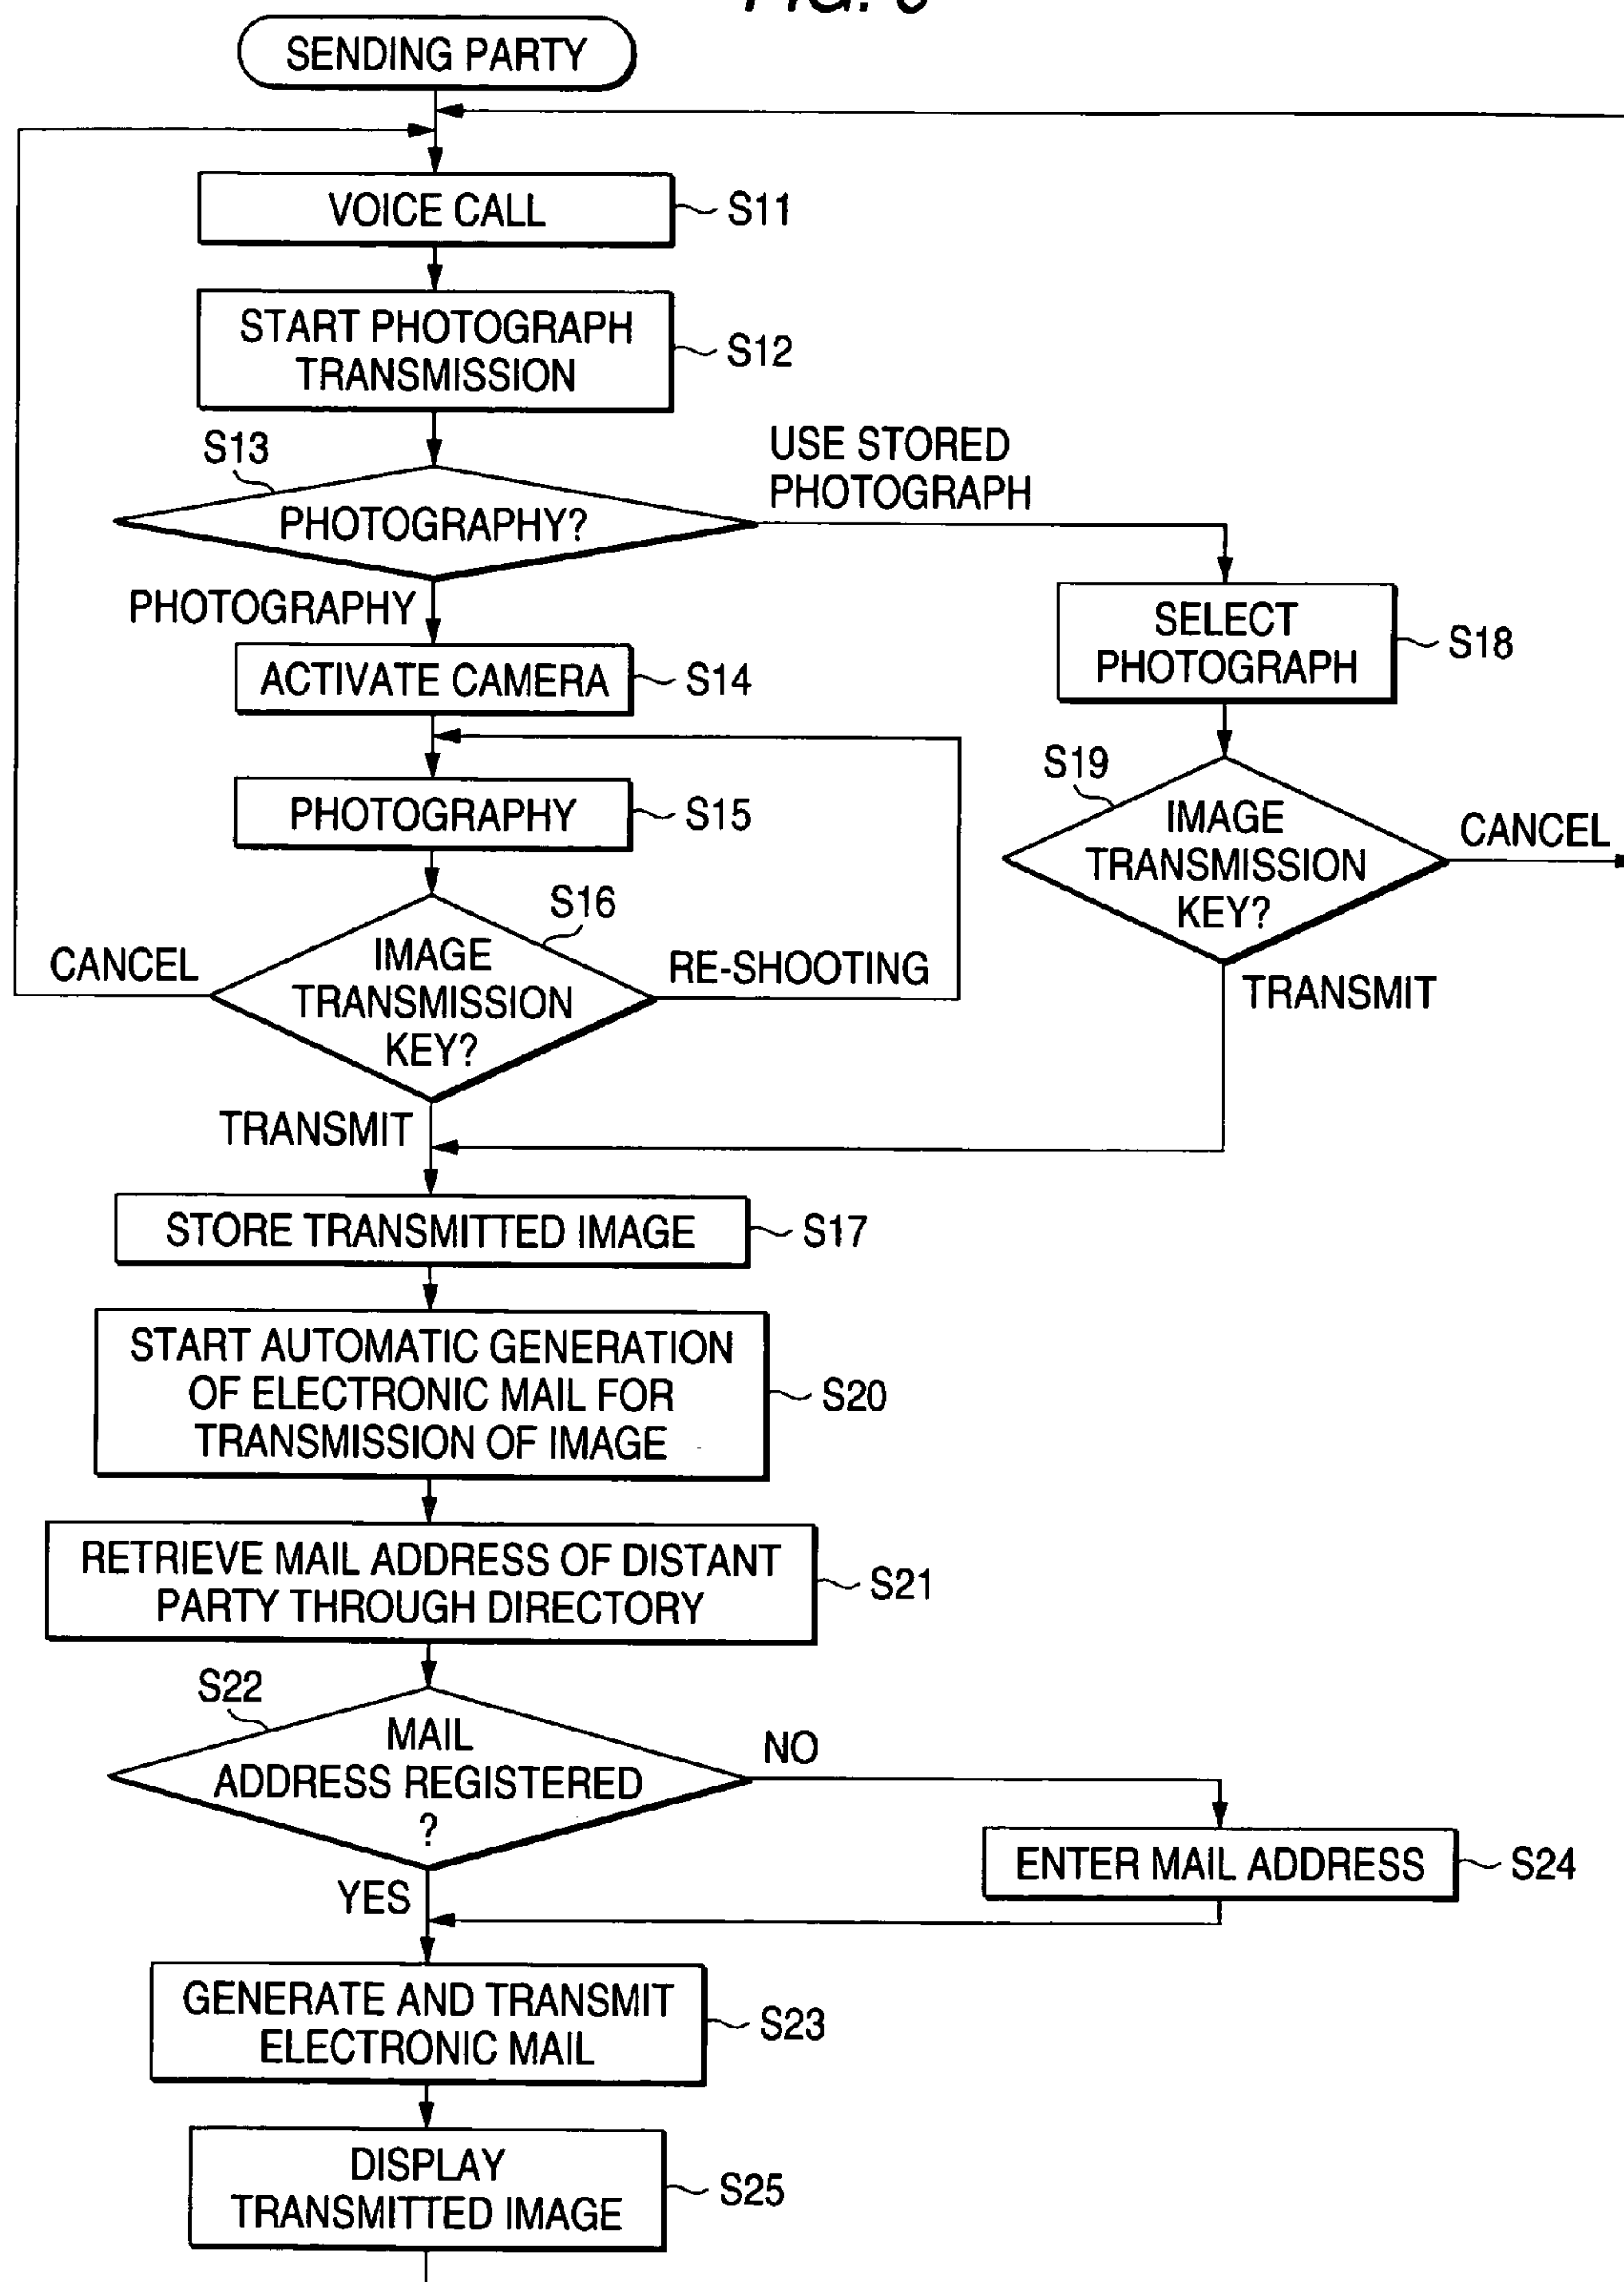 SENDING PARTY
VOICE CALL
S11
START PHOTOGRAPH
TRANSMISSION
S12
S13
PHOTOGRAPHY?
USE STORED
PHOTOGRAPH
PHOTOGRAPHY
ACTIVATE CAMERA
S14
SELECT
PHOTOGRAPH
S18
PHOTOGRAPHY
S15
S19
IMAGE
TRANSMISSION
KEY?
CANCEL
TRANSMIT
S16
IMAGE
TRANSMISSION
KEY?
CANCEL
RE-SHOOTING
TRANSMIT
STORE TRANSMITTED IMAGE
S17
START AUTOMATIC GENERATION
OF ELECTRONIC MAIL FOR
TRANSMISSION OF IMAGE
S20
RETRIEVE MAIL ADDRESS OF DISTANT
PARTY THROUGH DIRECTORY
S21
S22
MAIL
ADDRESS REGISTERED
?
NO
YES
ENTER MAIL ADDRESS
S24
GENERATE AND TRANSMIT
ELECTRONIC MAIL
S23
DISPLAY
TRANSMITTED IMAGE
S25